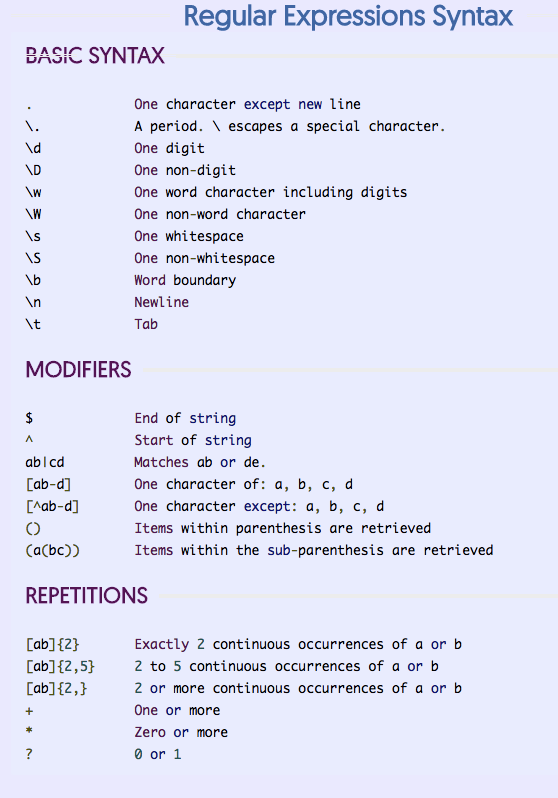 Regular Expressions Syntax
BASIC SYNTAX
. One character except new line
\. A period. \ escapes a special character.
\d One digit
\D One non-digit
\w One word character including digits
\W One non-word character
\s One whitespace
\S One non-whitespace
\b Word boundary
\n Newline
\t Tab
MODIFIERS
$ End of string
^ Start of string
ab|cd Matches ab or de.
[ab-d] One character of: a, b, c, d
[^ab-d] One character except: a, b, c, d
() Items within parenthesis are retrieved
(a(bc)) Items within the sub-parenthesis are retrieved
REPETITIONS
[ab]{2} Exactly 2 continuous occurrences of a or b
[ab]{2,5} 2 to 5 continuous occurrences of a or b
[ab]{2,} 2 or more continuous occurrences of a or b
+ One or more
* Zero or more
? 0 or 1